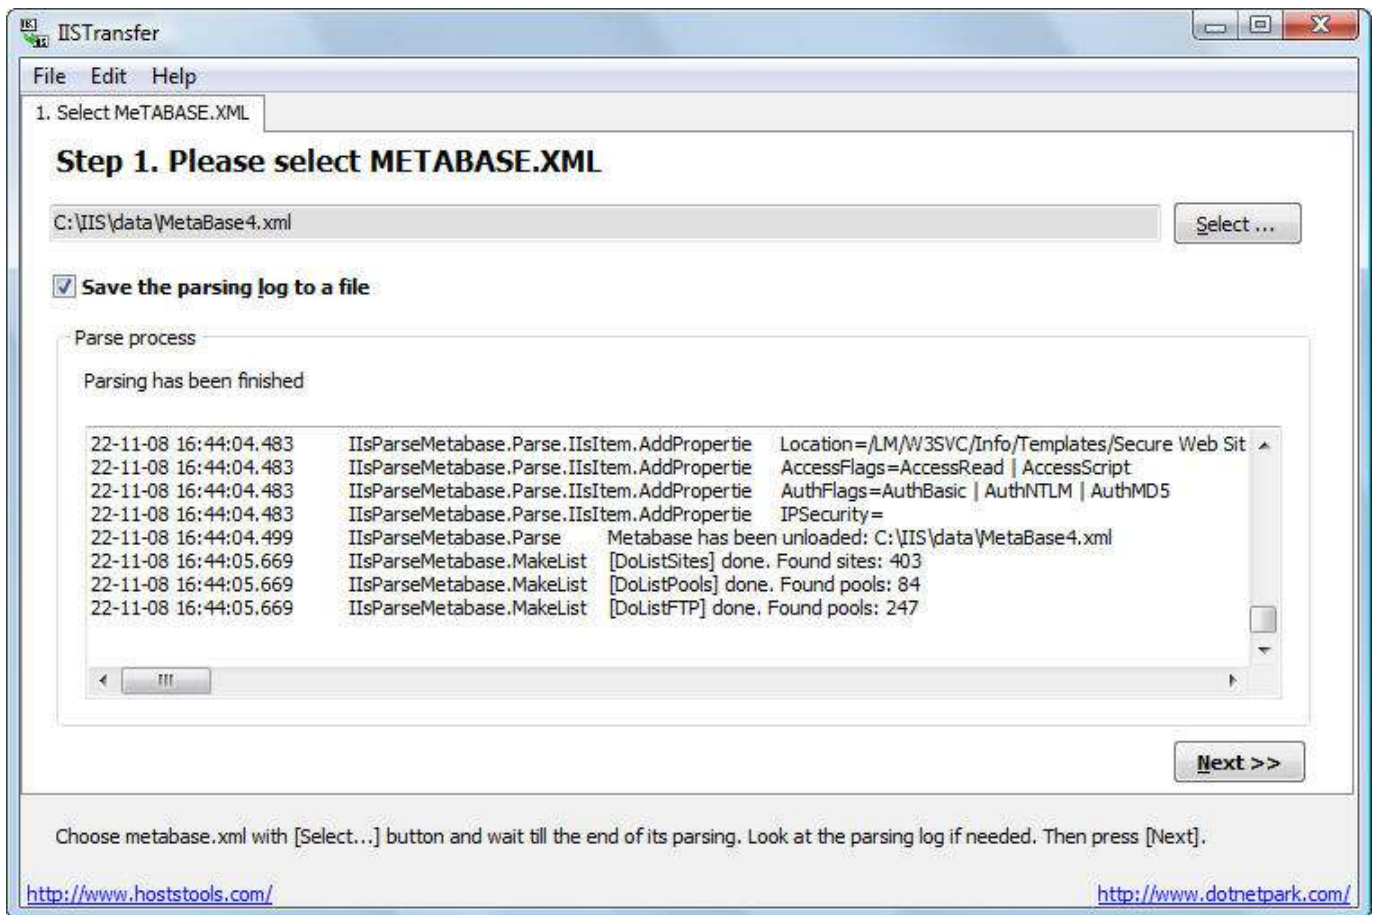 IISTransfer
File Edit Help
1. Select MeTABASE.XML
Step 1. Please select METABASE.XML
C:\IIS\data\MetaBase4.xml
Select ...
Save the parsing log to a file
Parse process
Parsing has been finished
22-11-08 16:44:04.483 IIsParseMetabase.Parse.IIsItem.AddPropertie Location=/LM/W3SVC/Info/Templates/Secure Web Sit
22-11-08 16:44:04.483 IIsParseMetabase.Parse.IIsItem.AddPropertie AccessFlags=AccessRead | AccessScript
22-11-08 16:44:04.483 IIsParseMetabase.Parse.IIsItem.AddPropertie AuthFlags=AuthBasic | AuthNTLM | AuthMD5
22-11-08 16:44:04.483 IIsParseMetabase.Parse.IIsItem.AddPropertie IPSecurity=
22-11-08 16:44:04.499 IIsParseMetabase.Parse Metabase has been unloaded: C:\IIS\data\MetaBase4.xml
22-11-08 16:44:05.669 IIsParseMetabase.MakeList [DoListSites] done. Found sites: 403
22-11-08 16:44:05.669 IIsParseMetabase.MakeList [DoListPools] done. Found pools: 84
22-11-08 16:44:05.669 IIsParseMetabase.MakeList [DoListFTP] done. Found pools: 247
Next >>
Choose metabase.xml with [Select...] button and wait till the end of its parsing. Look at the parsing log if needed. Then press [Next].
http://www.hoststools.com/
http://www.dotnetpark.com/